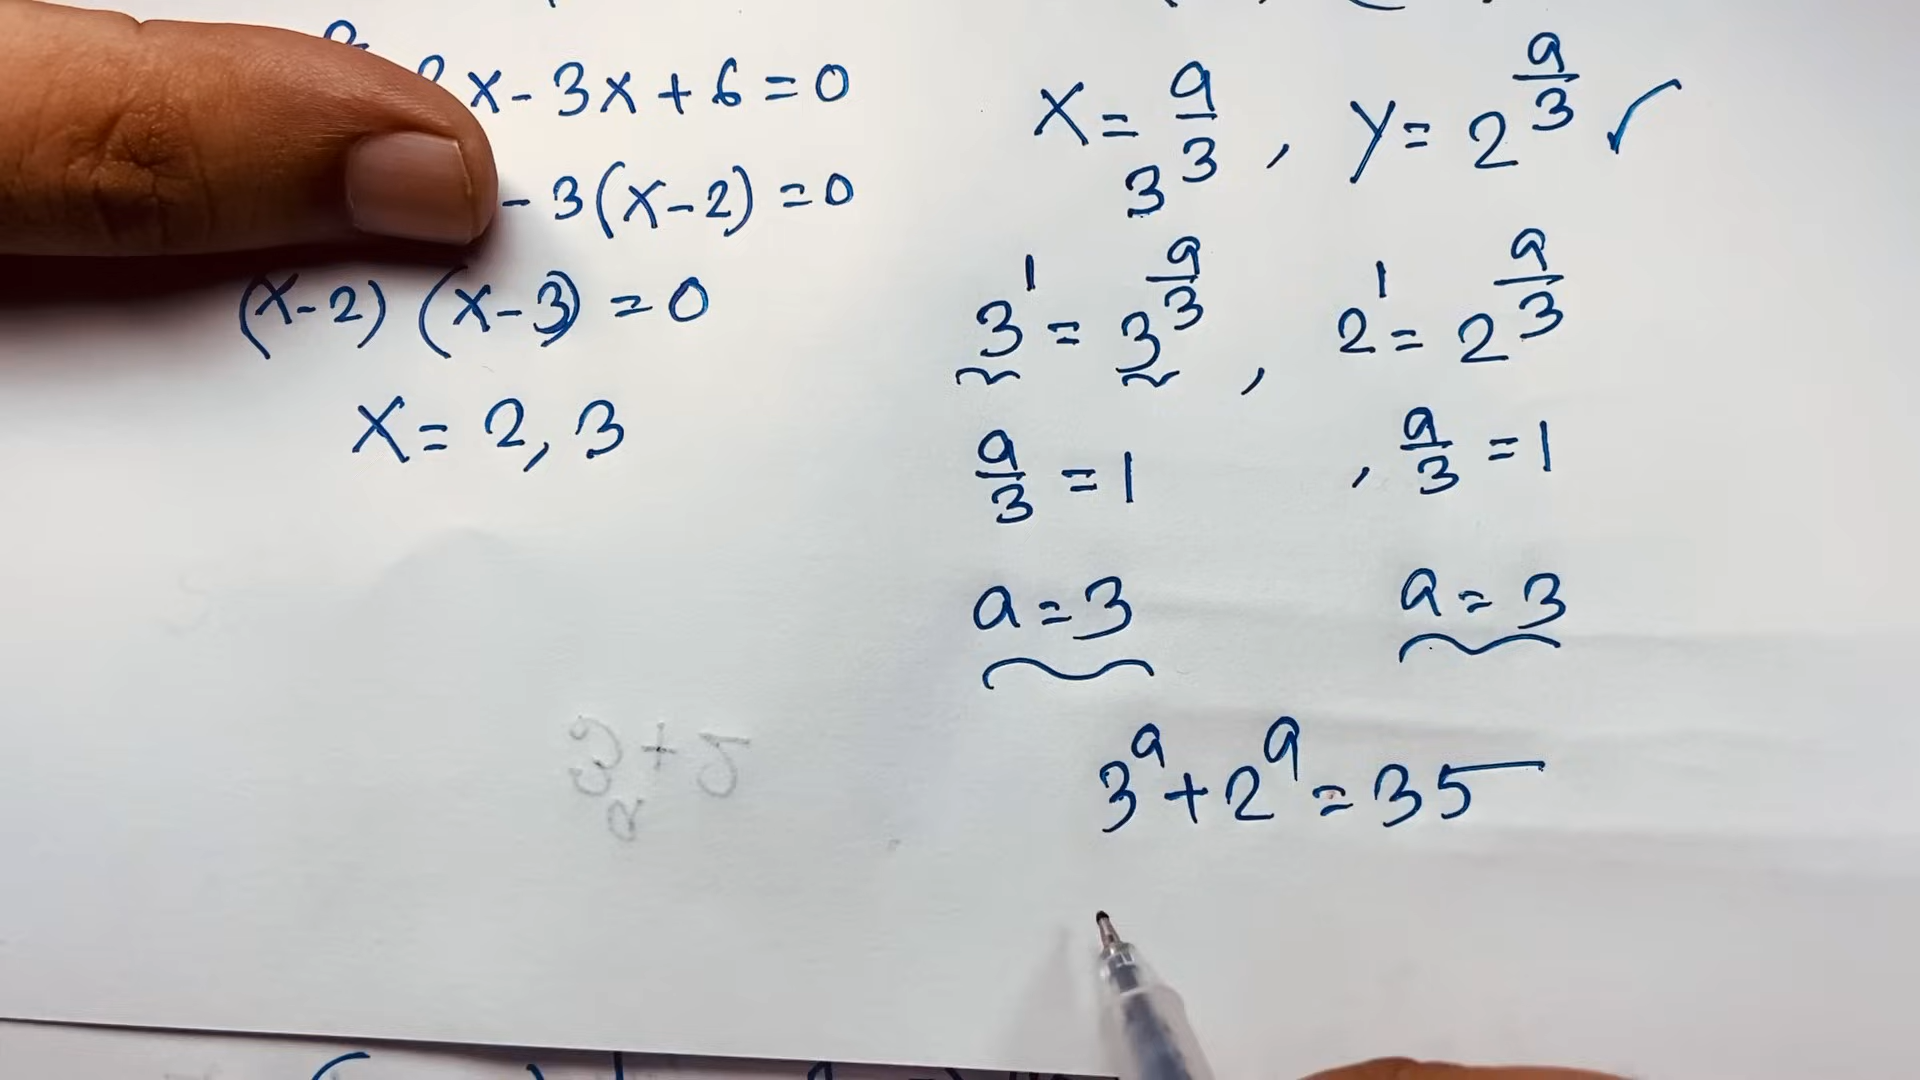 x - 3x + 6 = 0
- 3(x - 2) = 0
(x - 2) (x - 3) = 0
x = 2, 3
x = 3^(a/3) , y = 2^(a/3) ✓
3^1 = 3^(a/3) , 2^1 = 2^(a/3)
a/3 = 1 , a/3 = 1
a = 3 a = 3
3^a + 2^a = 35